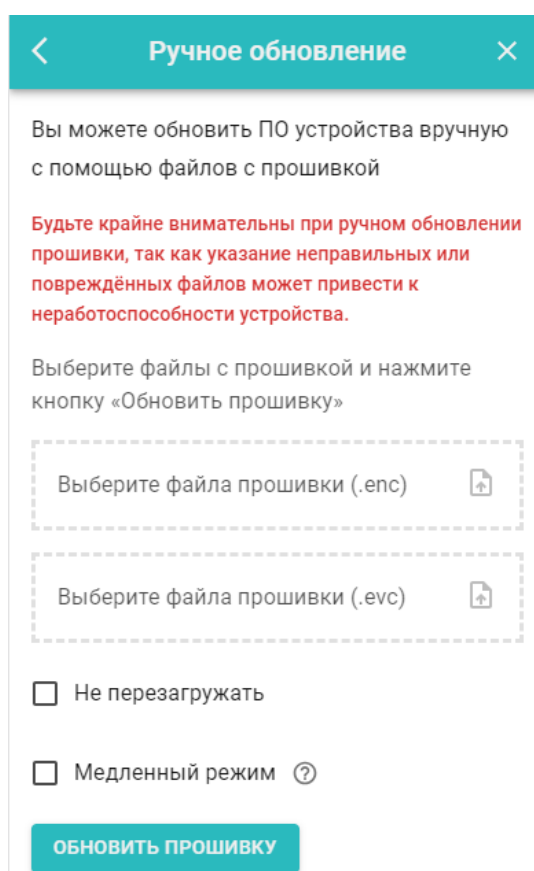 Ручное обновление
Вы можете обновить ПО устройства вручную
с помощью файлов с прошивкой
Будьте крайне внимательны при ручном обновлении
прошивки, так как указание неправильных или
повреждённых файлов может привести к
неработоспособности устройства.
Выберите файлы с прошивкой и нажмите
кнопку «Обновить прошивку»
Выберите файла прошивки (.enc)
Выберите файла прошивки (.evc)
Не перезагружать
Медленный режим ?
ОБНОВИТЬ ПРОШИВКУ